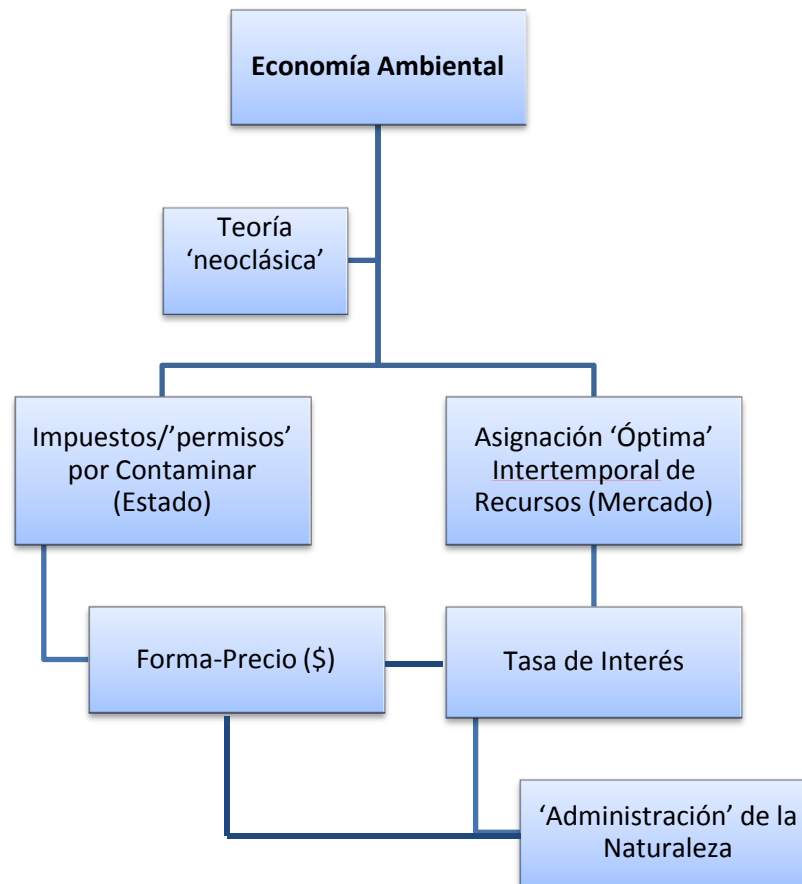 Economía Ambiental
Teoría
‘neoclásica’
Impuestos/’permisos’
por Contaminar
(Estado)
Asignación ‘Óptima’
Intertemporal de
Recursos (Mercado)
Forma-Precio ($)
Tasa de Interés
‘Administración’ de la
Naturaleza